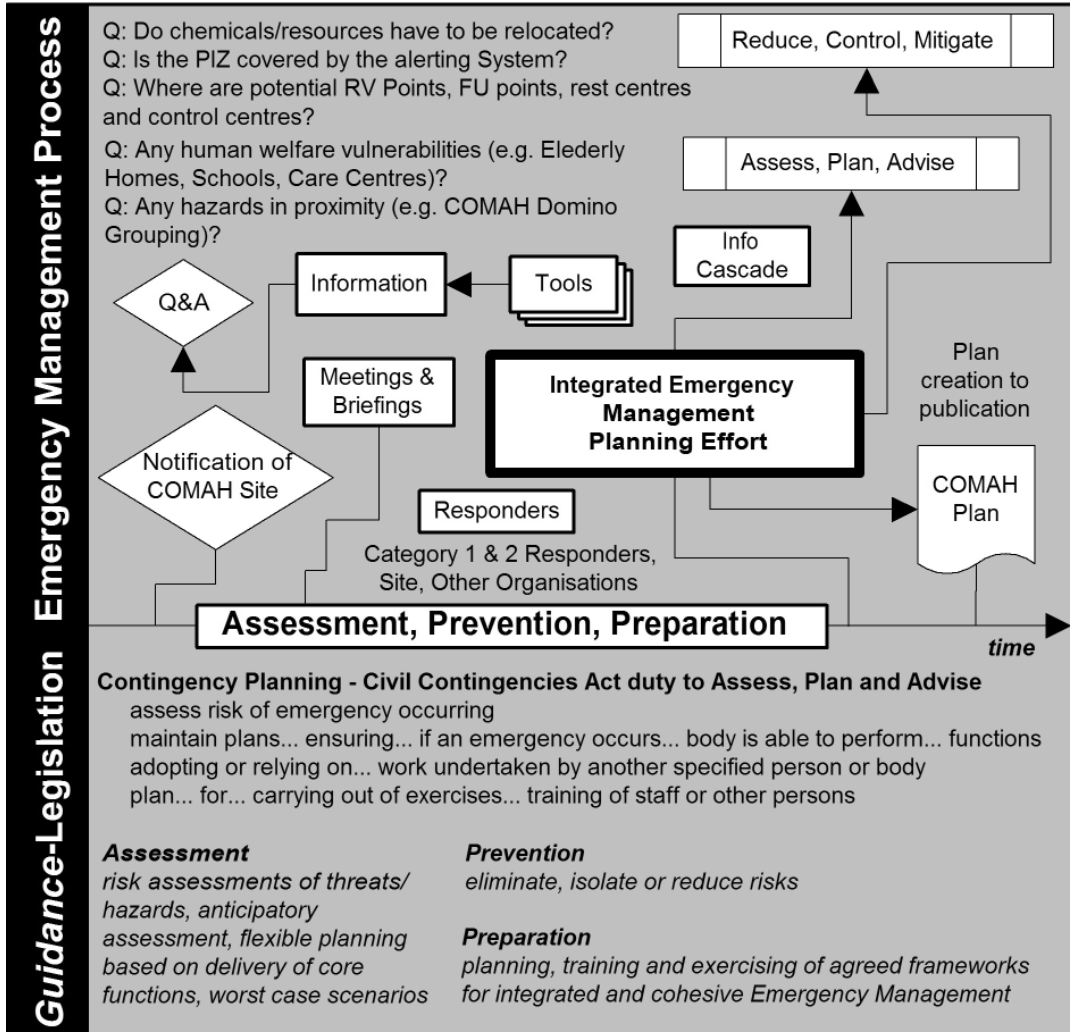 Emergency Management Process
Guidance-Legislation
Q: Do chemicals/resources have to be relocated?
Q: Is the PIZ covered by the alerting System?
Q: Where are potential RV Points, FU points, rest centres
and control centres?
Q: Any human welfare vulnerabilities (e.g. Elederly
Homes, Schools, Care Centres)?
Q: Any hazards in proximity (e.g. COMAH Domino
Grouping)?
Reduce, Control, Mitigate
Assess, Plan, Advise
Info
Cascade
Q&A
Information
Tools
Meetings &
Briefings
Integrated Emergency
Management
Planning Effort
Plan
creation to
publication
Notification of
COMAH Site
COMAH
Plan
Responders
Category 1 & 2 Responders,
Site, Other Organisations
Assessment, Prevention, Preparation
time
Contingency Planning - Civil Contingencies Act duty to Assess, Plan and Advise
assess risk of emergency occurring
maintain plans... ensuring... if an emergency occurs... body is able to perform... functions
adopting or relying on... work undertaken by another specified person or body
plan... for... carrying out of exercises... training of staff or other persons
Assessment
risk assessments of threats/
hazards, anticipatory
assessment, flexible planning
based on delivery of core
functions, worst case scenarios
Prevention
eliminate, isolate or reduce risks
Preparation
planning, training and exercising of agreed frameworks
for integrated and cohesive Emergency Management